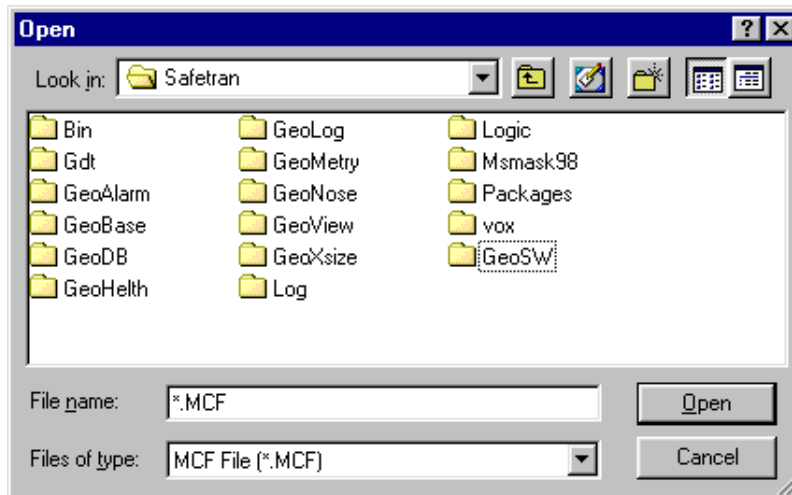 Open
Look in: Safetran
Bin GeoLog Logic
Gdt GeoMetry Msmask98
GeoAlarm GeoNose Packages
GeoBase GeoView vox
GeoDB GeoXsize GeoSW
GeoHelth Log
File name: *.MCF Open
Files of type: MCF File (*.MCF) Cancel